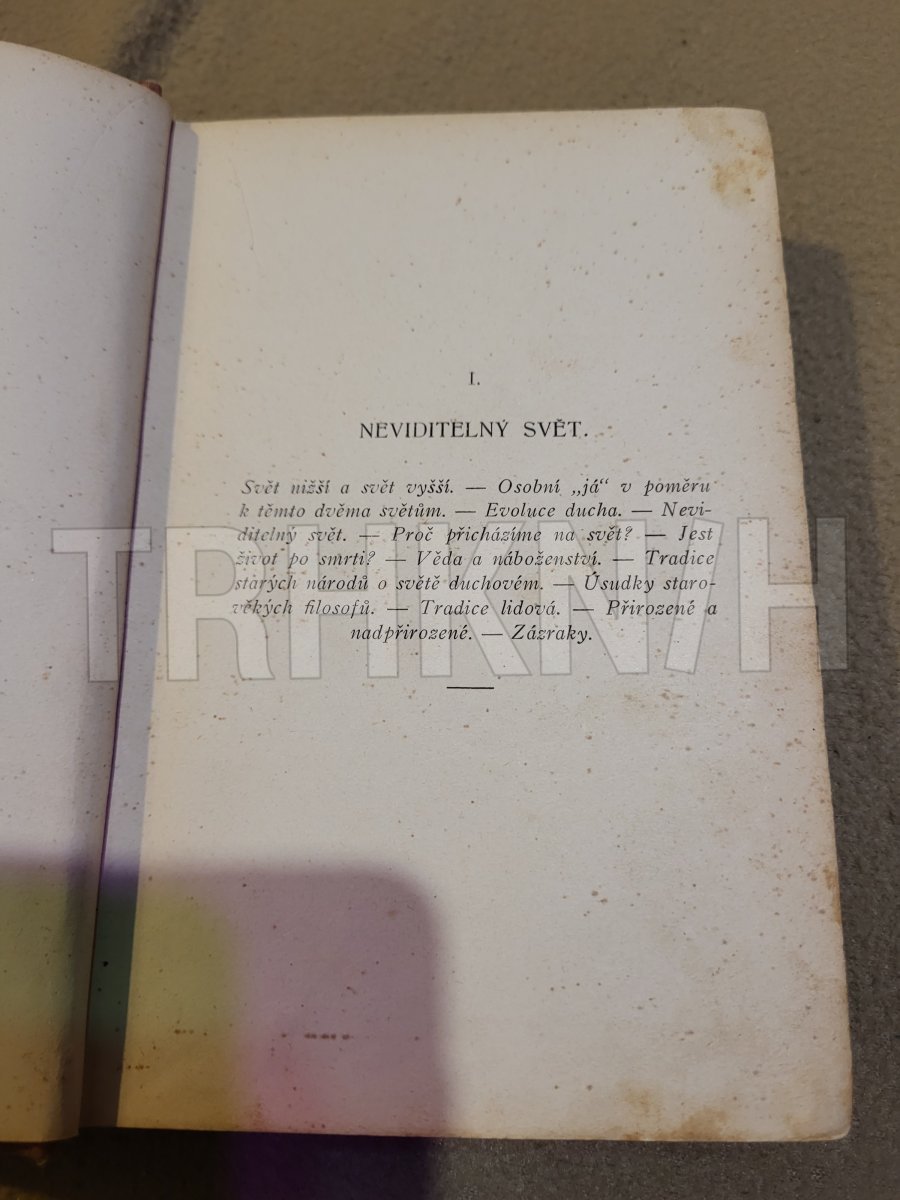 I.
NEVIDITELNÝ SVĚT.
Svět nižší a svět vyšší. — Osobní „já“ v poměru
k těmto dvěma světům. — Evoluce ducha. — Nevi-
ditelný svět. — Proč přicházíme na svět? — Jest
život po smrti? — Věda a náboženství. — Tradice
starých národů o světě duchovém. — Úsudky staro-
věkých filosofů. — Tradice lidová. — Přirozené a
nadpřirozené. — Zázraky.
TRHKNIH